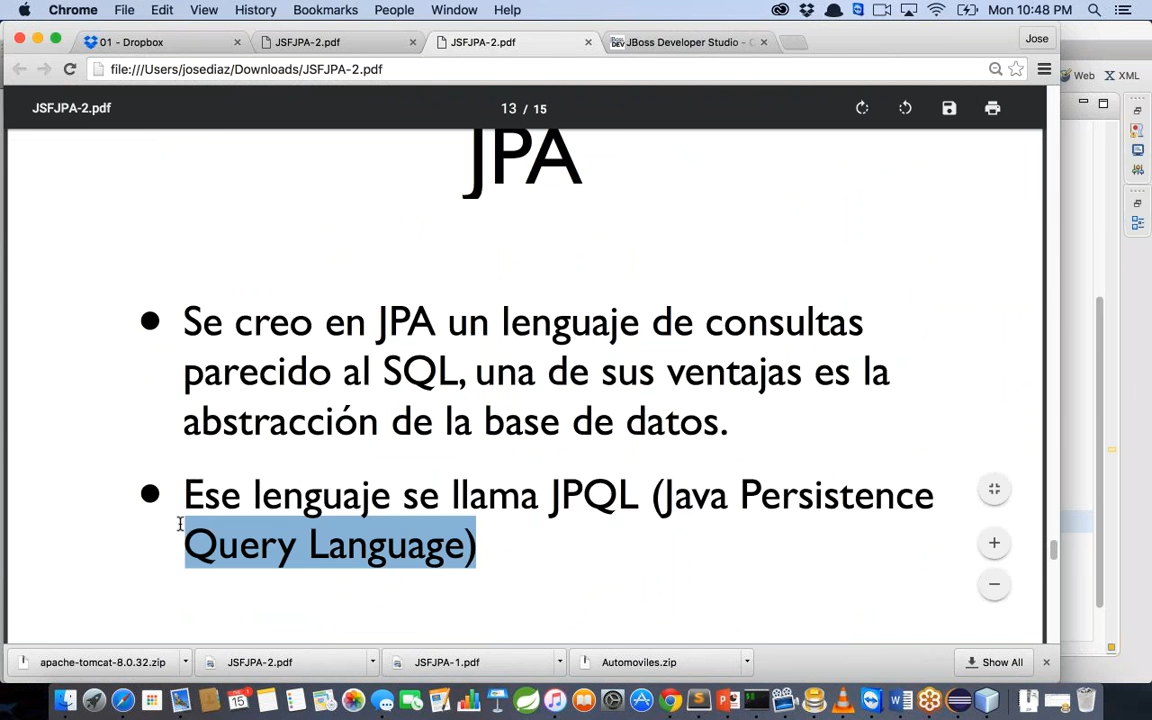 Chrome File Edit View History Bookmarks People Window Help Mon 10:48 PM
01 - Dropbox × JSFJPA-2.pdf × JSFJPA-2.pdf × JBoss Developer Studio - × Jose
file:///Users/josediaz/Downloads/JSFJPA-2.pdf Web XML
JSFJPA-2.pdf 13 / 15
JPA
• Se creo en JPA un lenguaje de consultas
parecido al SQL, una de sus ventajas es la
abstracción de la base de datos.
• Ese lenguaje se llama JPQL (Java Persistence
Query Language)
apache-tomcat-8.0.32.zip JSFJPA-2.pdf JSFJPA-1.pdf Automoviles.zip Show All